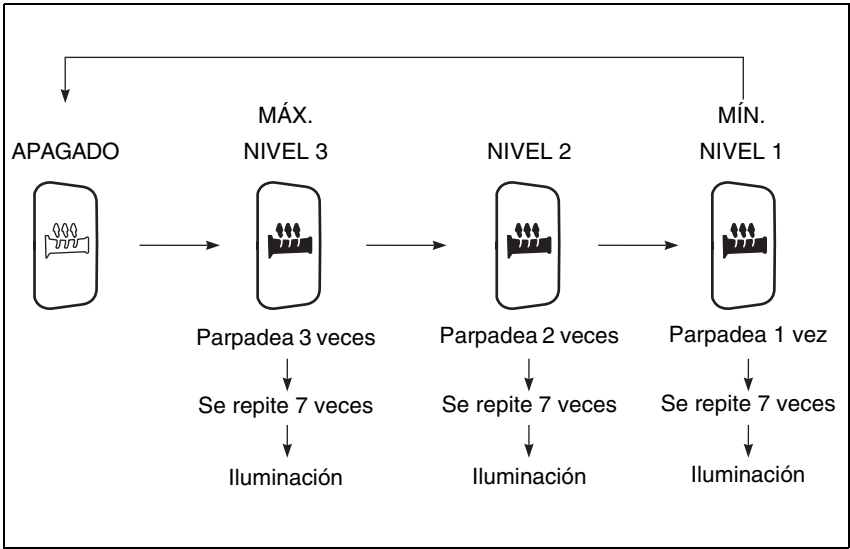 MÁX.
MÍN.
APAGADO
NIVEL 3
NIVEL 2
NIVEL 1
Parpadea 3 veces
Parpadea 2 veces
Parpadea 1 vez
Se repite 7 veces
Se repite 7 veces
Se repite 7 veces
Iluminación
Iluminación
Iluminación